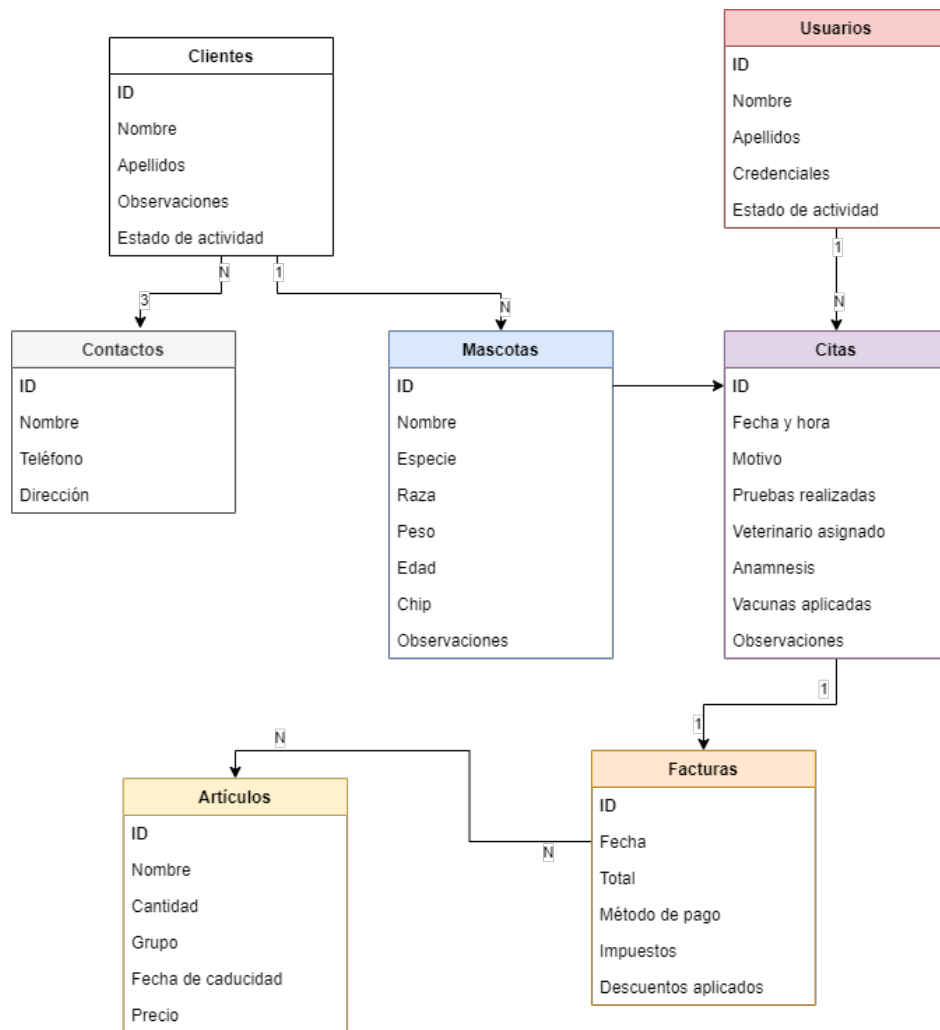 Clientes
ID
Nombre
Apellidos
Observaciones
Estado de actividad
Usuarios
ID
Nombre
Apellidos
Credenciales
Estado de actividad
N
1
3
N
1
N
Contactos
ID
Nombre
Teléfono
Dirección
Mascotas
ID
Nombre
Especie
Raza
Peso
Edad
Chip
Observaciones
Citas
ID
Fecha y hora
Motivo
Pruebas realizadas
Veterinario asignado
Anamnesis
Vacunas aplicadas
Observaciones
1
1
N
N
Artículos
ID
Nombre
Cantidad
Grupo
Fecha de caducidad
Precio
Facturas
ID
Fecha
Total
Método de pago
Impuestos
Descuentos aplicados